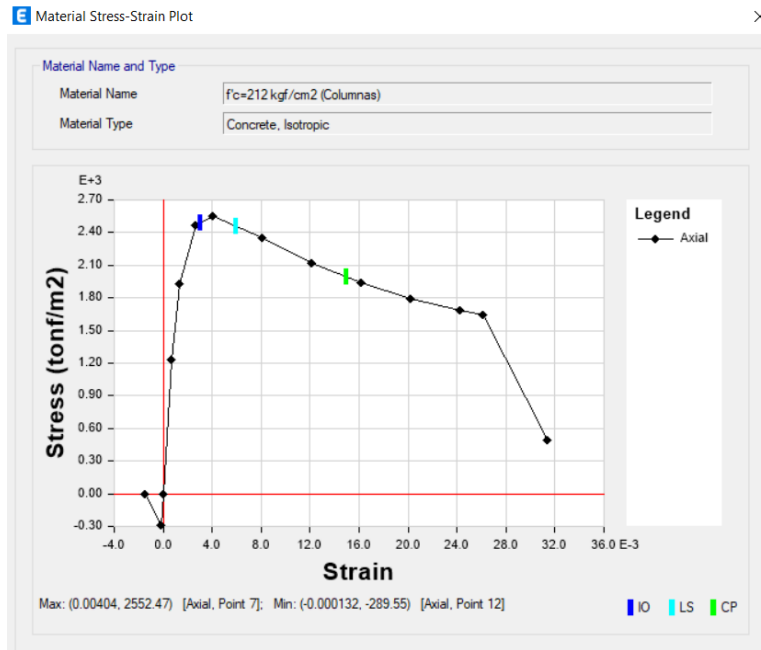 E Material Stress-Strain Plot
Material Name and Type
Material Name f'c=212 kgf/cm2 (Columnas)
Material Type Concrete, Isotropic
E+3
2.70
2.40
2.10
1.80
1.50
1.20
0.90
0.60
0.30
0.00
-0.30
Stress (tonf/m2)
-4.0 0.0 4.0 8.0 12.0 16.0 20.0 24.0 28.0 32.0 36.0 E-3
Strain
Legend
Axial
Max: (0.00404, 2552.47) [Axial, Point 7]; Min: (-0.000132, -289.55) [Axial, Point 12]
IO LS CP